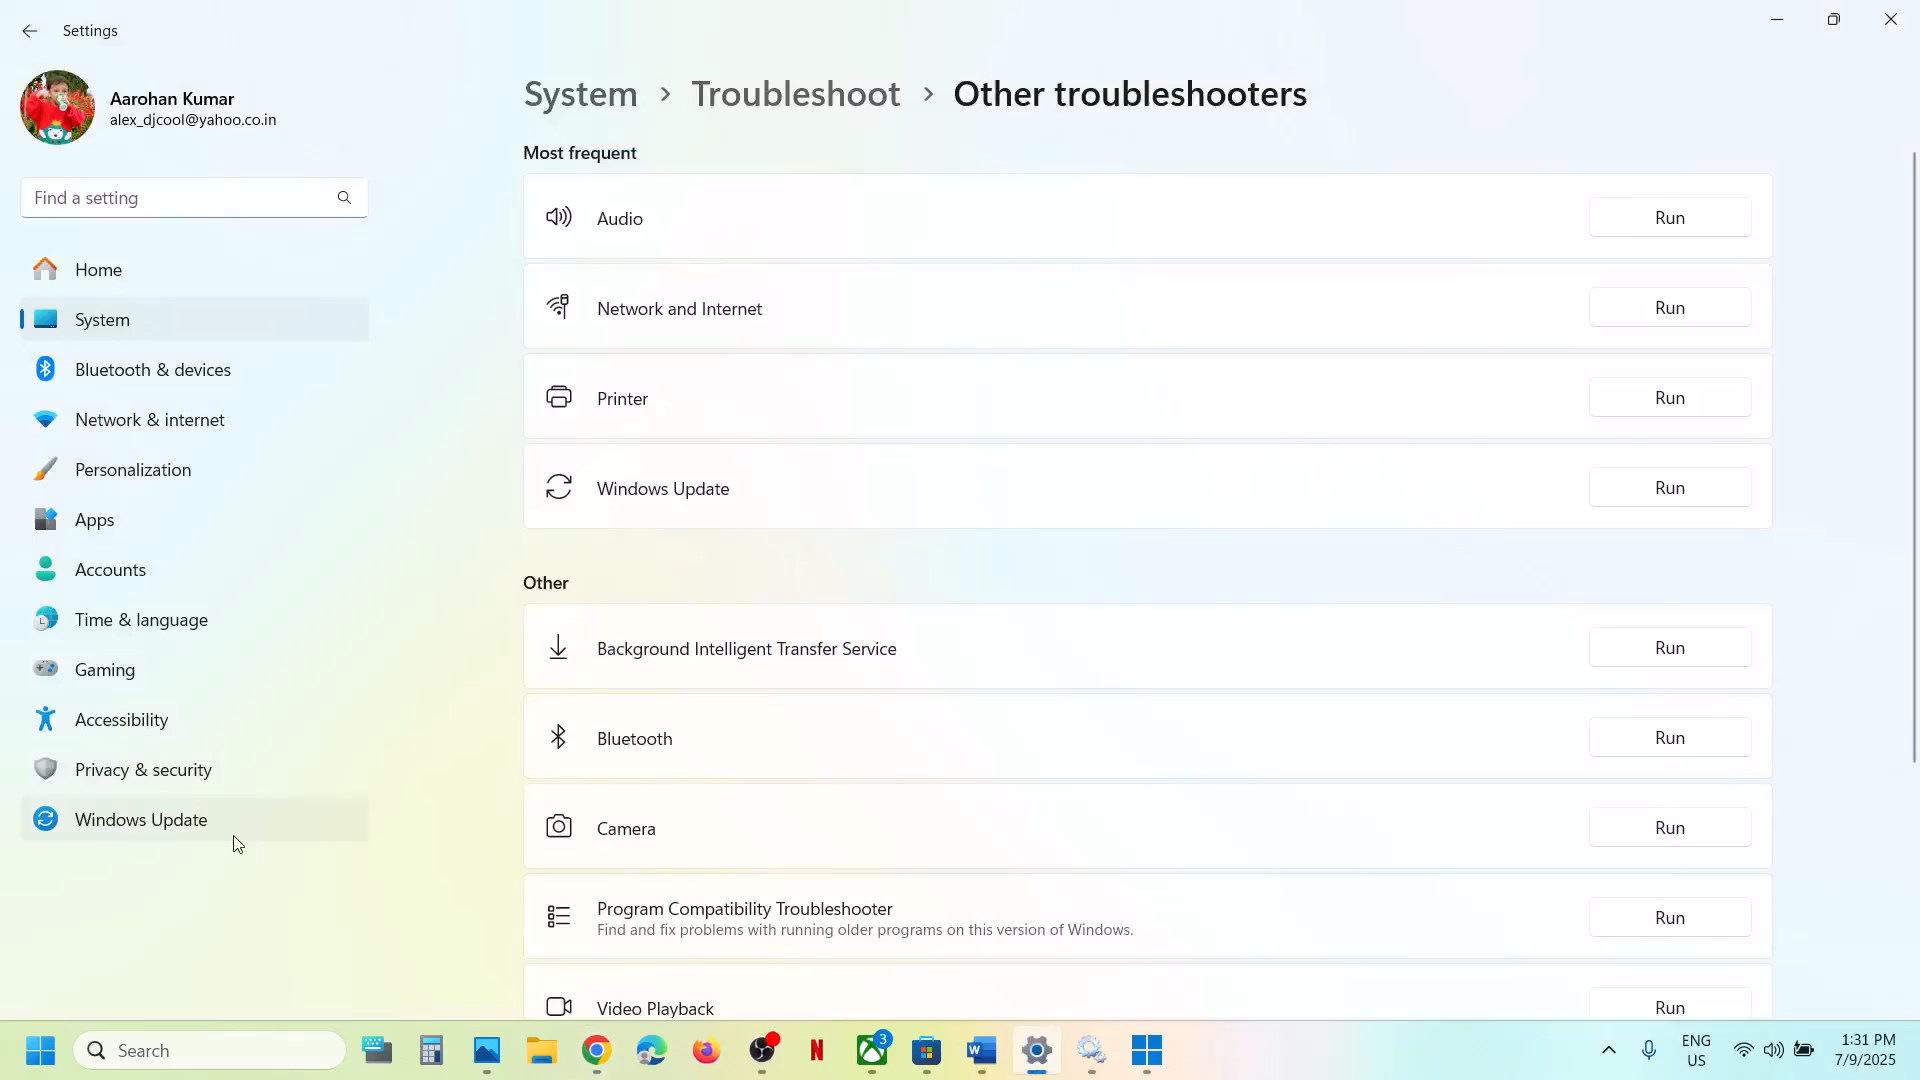 Settings
Aarohan Kumar
alex_djcool@yahoo.co.in
Find a setting
Home
System
Bluetooth & devices
Network & internet
Personalization
Apps
Accounts
Time & language
Gaming
Accessibility
Privacy & security
Windows Update
System > Troubleshoot > Other troubleshooters
Most frequent
Audio Run
Network and Internet Run
Printer Run
Windows Update Run
Other
Background Intelligent Transfer Service Run
Bluetooth Run
Camera Run
Program Compatibility Troubleshooter Run
Find and fix problems with running older programs on this version of Windows.
Video Playback Run
Search
N
3
W
ENG
US
1:31 PM
7/9/2025